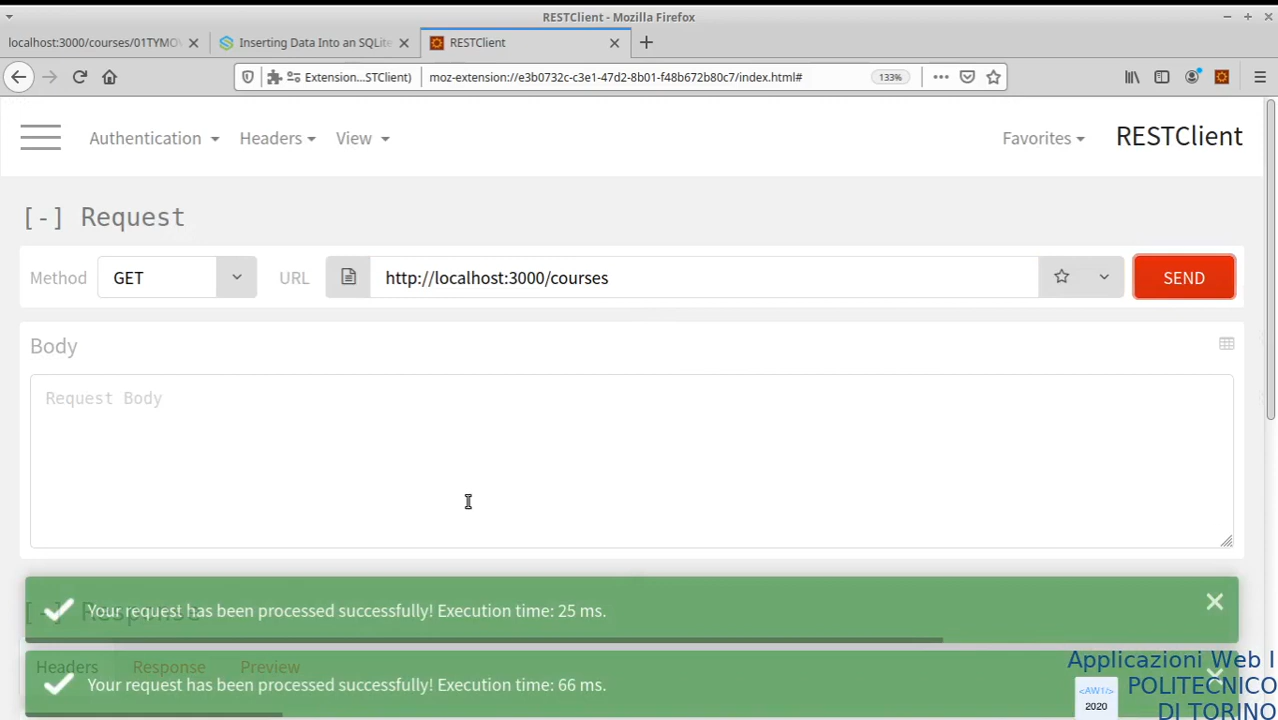 RESTClient - Mozilla Firefox
localhost:3000/courses/01TYMO
Inserting Data Into an SQLite
RESTClient
Extension...STClient)
moz-extension://e3b0732c-c3e1-47d2-8b01-f48b672b80c7/index.html#
133%
Authentication
Headers
View
Favorites
RESTClient
[-] Request
Method
GET
URL
http://localhost:3000/courses
SEND
Body
Request Body
[-] Response
Your request has been processed successfully! Execution time: 25 ms.
Headers
Response
Preview
Your request has been processed successfully! Execution time: 66 ms.
Applicazioni Web I
POLITECNICO
DI TORINO
<AW1/>
2020